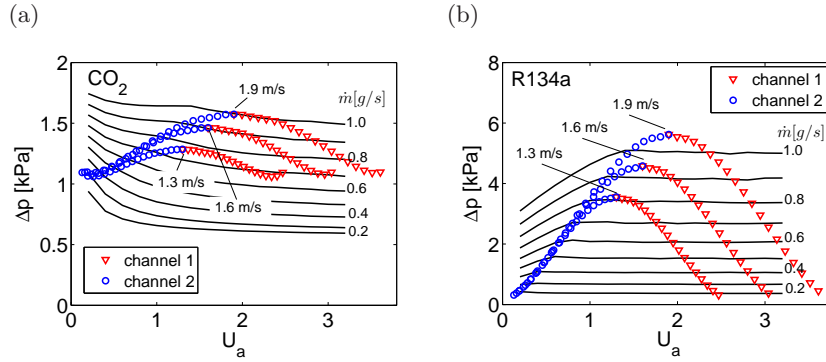 (a)
CO2
1.9 m/s
ṁ[g/s]
1.0
0.8
0.6
0.4
0.2
1.3 m/s
1.6 m/s
channel 1
channel 2
2
1.5
1
0.5
0
0 1 2 3
Δp [kPa]
U_a
(b)
R134a
channel 1
channel 2
1.9 m/s
1.6 m/s
1.3 m/s
ṁ[g/s]
1.0
0.8
0.6
0.4
0.2
8
6
4
2
0
0 1 2 3
Δp [kPa]
U_a